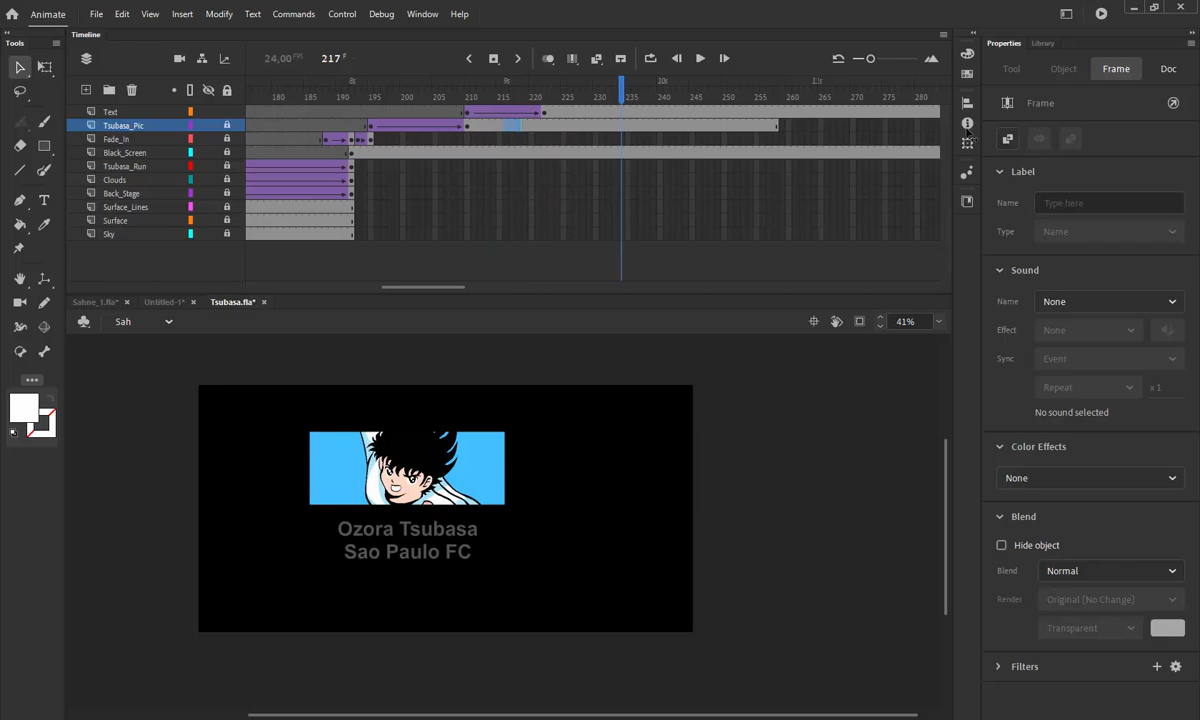 Animate File Edit View Insert Modify Text Commands Control Debug Window Help
Tools
Timeline
Properties Library
24,00 FPS 217 F
Tool Object Frame Doc
8s 9s 10s 11s
180 185 190 195 200 205 210 215 220 225 230 235 240 245 250 255 260 265 270 275 280
Text
Tsubasa_Pic
Fade_In
Black_Screen
Tsubasa_Run
Clouds
Back_Stage
Surface_Lines
Surface
Sky
Frame
Label
Name Type here
Type Name
Sound
Name None
Effect None
Sync Event
Repeat x 1
No sound selected
Color Effects
None
Blend
Hide object
Blend Normal
Render Original (No Change)
Transparent
Filters
Sahne_1.fla* Untitled-1* Tsubasa.fla*
Sah
41%
Ozora Tsubasa
Sao Paulo FC